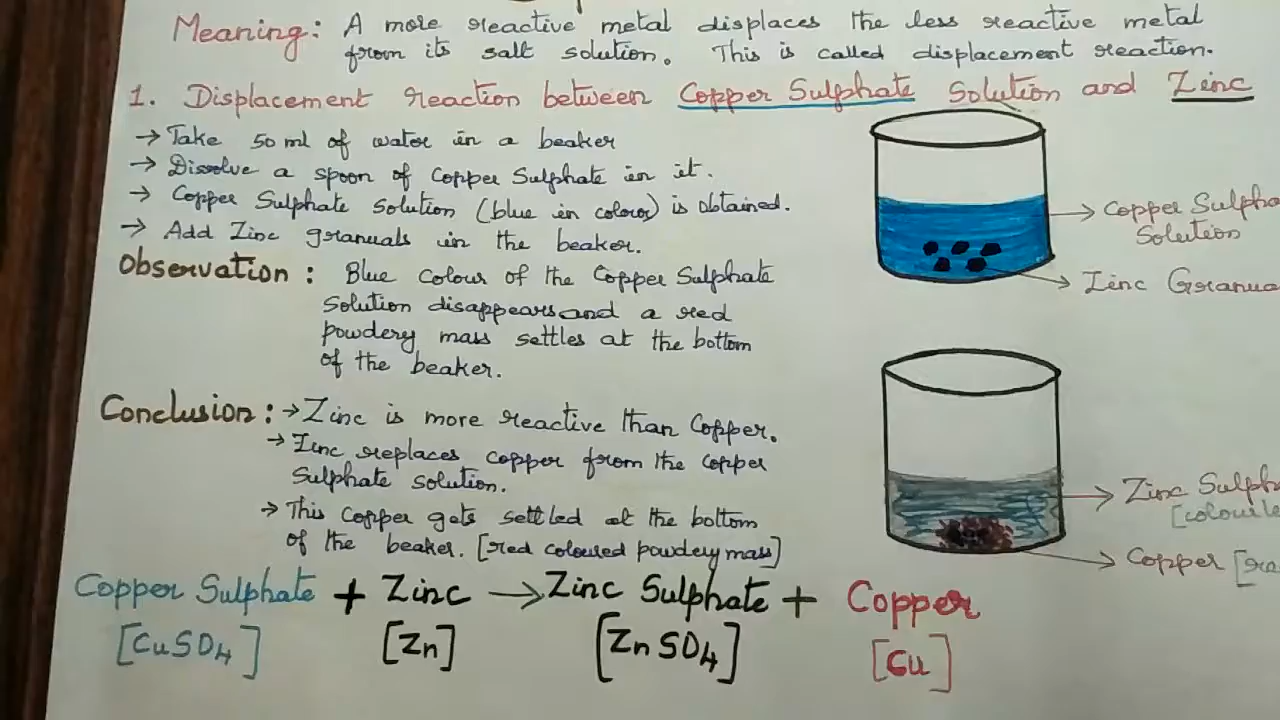 Meaning: A more reactive metal displaces the less reactive metal
from its salt solution. This is called displacement reaction.
1. Displacement reaction between Copper Sulphate Solution and Zinc
→ Take 50 ml of water in a beaker
→ Dissolve a spoon of Copper Sulphate in it.
→ Copper Sulphate Solution (blue in colour) is obtained.
→ Add Zinc granuals in the beaker.
Observation: Blue Colour of the Copper Sulphate
Solution disappears and a red
powdery mass settles at the bottom
of the beaker.
→ Copper Sulpha
Solution
→ Zinc Granua
Conclusion: → Zinc is more reactive than Copper.
→ Zinc replaces copper from the copper
Sulphate solution.
→ This Copper gets settled at the bottom
of the beaker. [red coloured powdery mass]
→ Zinc Sulph
[colourle
→ Copper [re
Copper Sulphate + Zinc → Zinc Sulphate + Copper
[CuSO4] [Zn] [ZnSO4] [Cu]